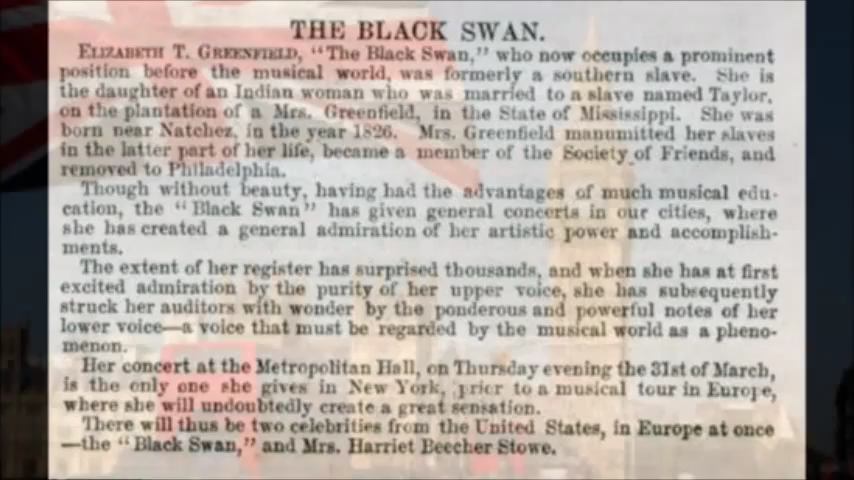 THE BLACK SWAN.
ELIZABETH T. GREENFIELD, "The Black Swan," who now occupies a prominent
position before the musical world, was formerly a southern slave. She is
the daughter of an Indian woman who was married to a slave named Taylor,
on the plantation of a Mrs. Greenfield, in the State of Mississippi. She was
born near Natchez, in the year 1826. Mrs. Greenfield manumitted her slaves
in the latter part of her life, became a member of the Society of Friends, and
removed to Philadelphia.
Though without beauty, having had the advantages of much musical edu-
cation, the "Black Swan" has given general concerts in our cities, where
she has created a general admiration of her artistic power and accomplish-
ments.
The extent of her register has surprised thousands, and when she has at first
excited admiration by the purity of her upper voice, she has subsequently
struck her auditors with wonder by the ponderous and powerful notes of her
lower voice—a voice that must be regarded by the musical world as a pheno-
menon.
Her concert at the Metropolitan Hall, on Thursday evening the 31st of March,
is the only one she gives in New York, prior to a musical tour in Europe,
where she will undoubtedly create a great sensation.
There will thus be two celebrities from the United States, in Europe at once
—the "Black Swan," and Mrs. Harriet Beecher Stowe.